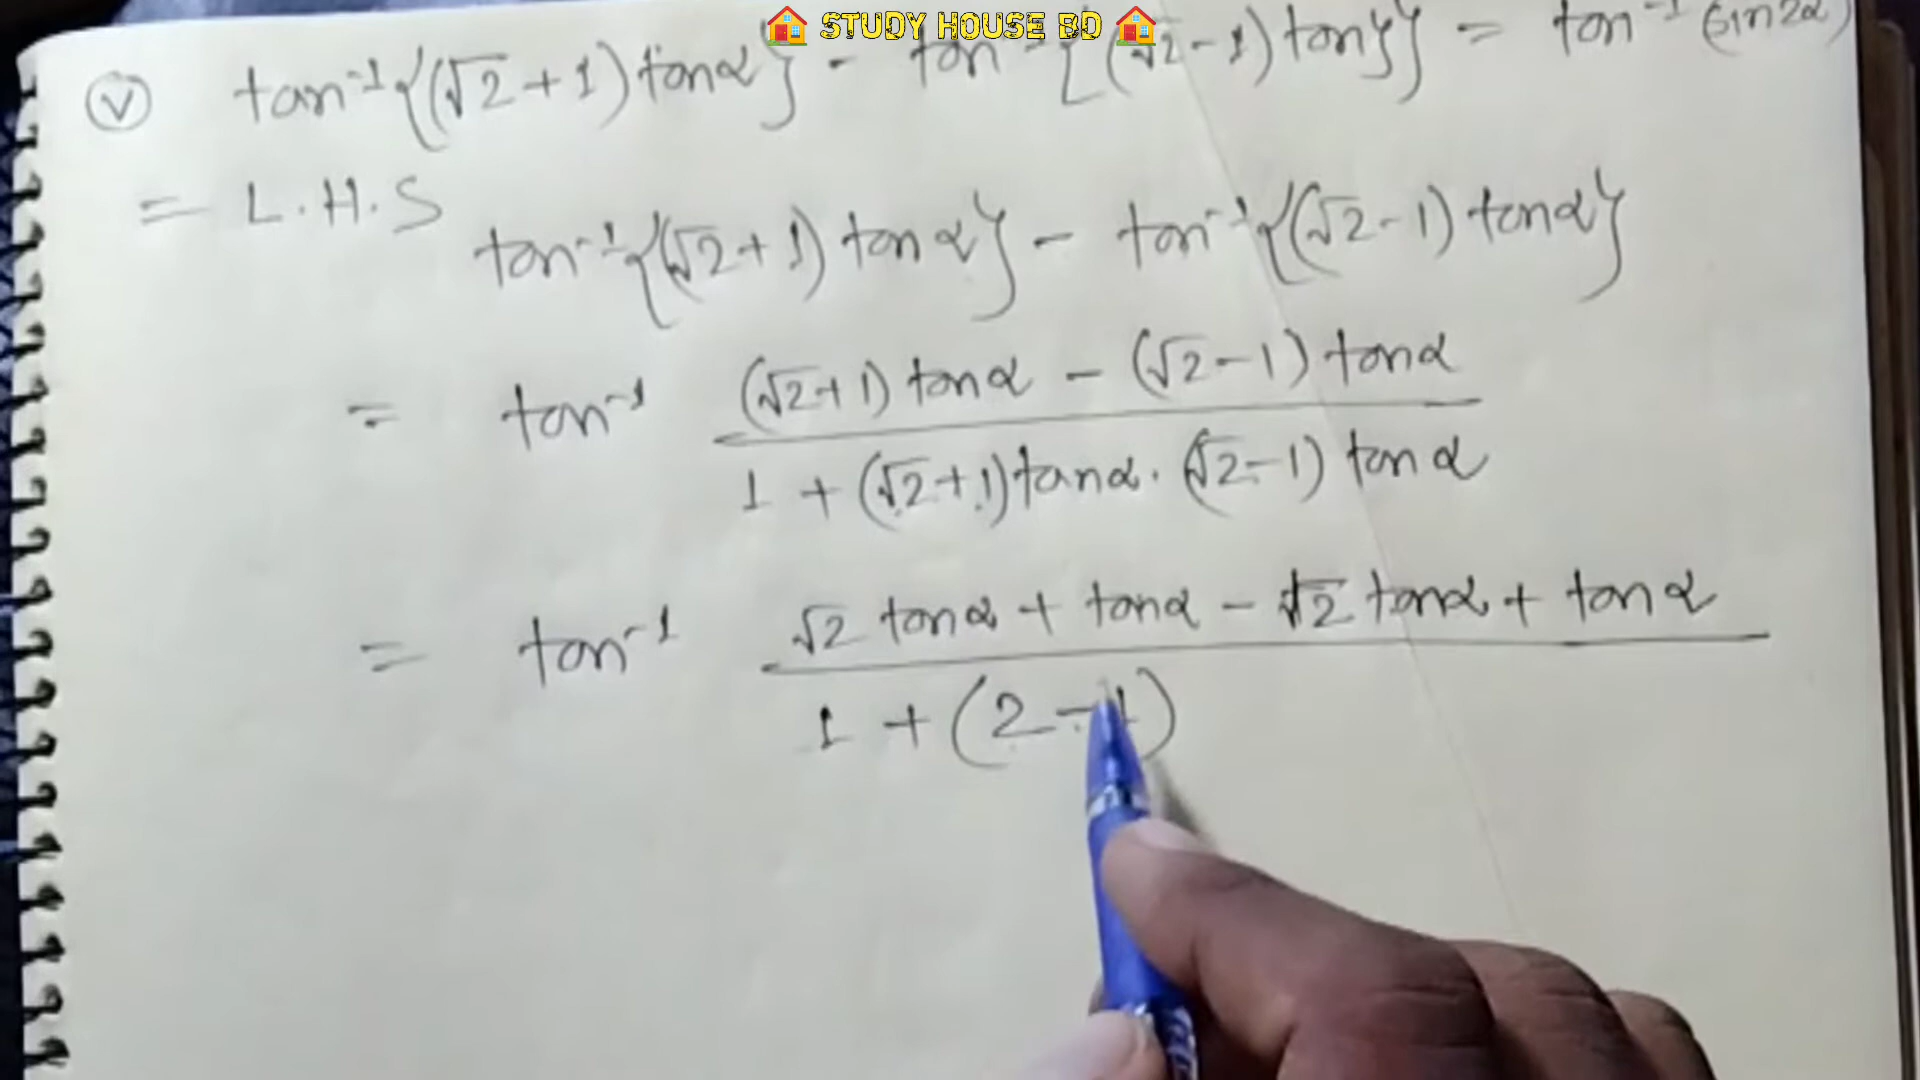 🏠 STUDY HOUSE BD 🏠
(v) tan⁻¹{(√2+1)tanα} - tan⁻¹{(√2-1)tan}} = tan⁻¹ (sin2α)
= L.H.S
tan⁻¹{(√2+1)tanα} - tan⁻¹{(√2-1)tanα}
= tan⁻¹ (√2+1)tanα - (√2-1)tanα
1 + (√2+1)tanα.(√2-1)tanα
= tan⁻¹ √2 tanα + tanα - √2 tanα + tanα
1 + (2-1)